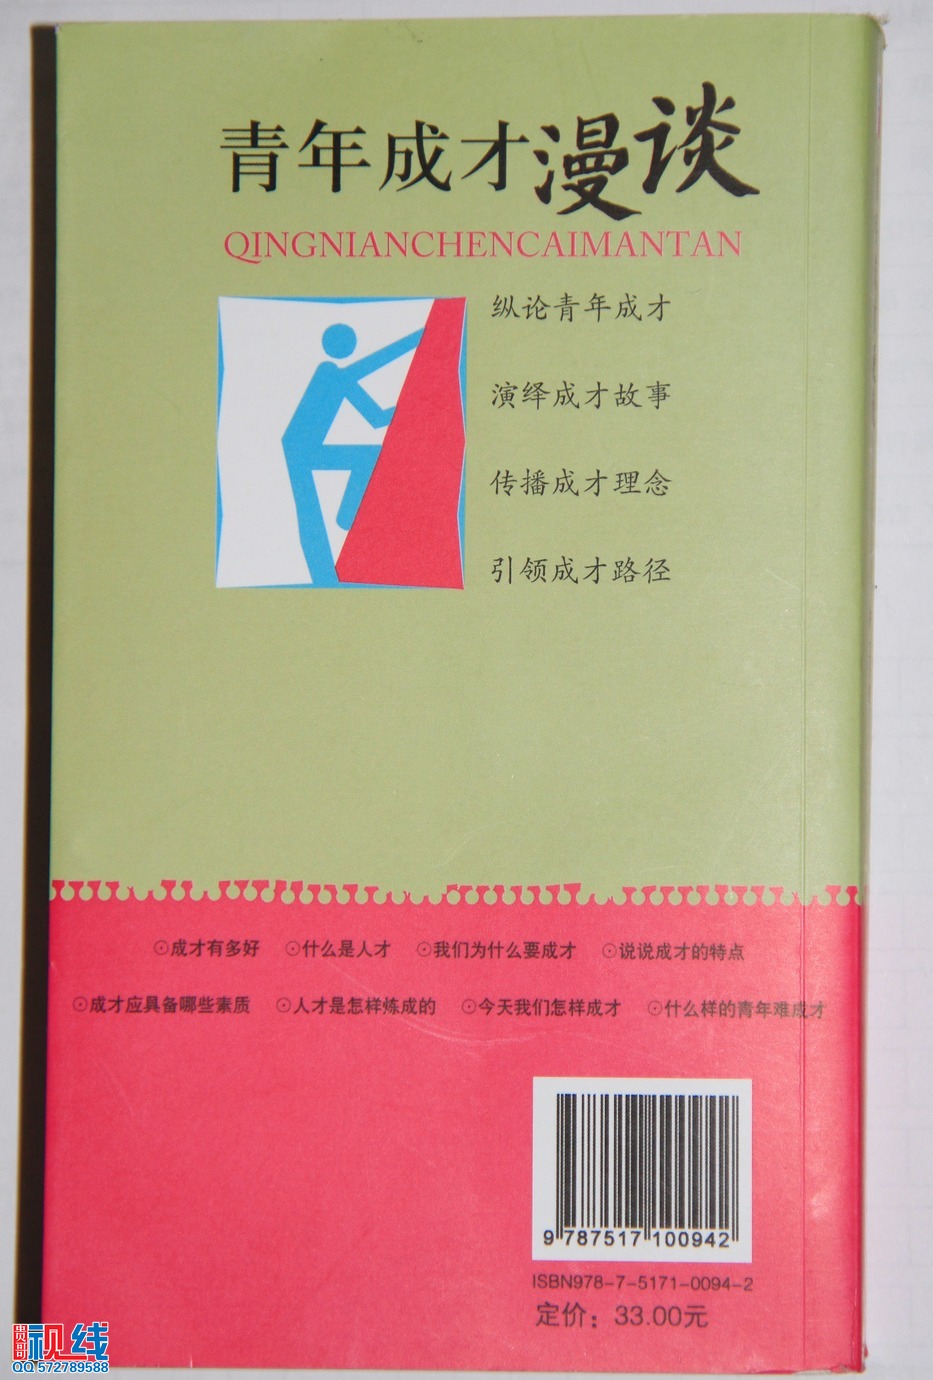 青年成才漫谈
QINGNIANCHENCAIMANTAN
纵论青年成才
演绎成才故事
传播成才理念
引领成才路径
⊙成才有多好 ⊙什么是人才 ⊙我们为什么要成才 ⊙说说成才的特点
⊙成才应具备哪些素质 ⊙人才是怎样炼成的 ⊙今天我们怎样成才 ⊙什么样的青年难成才
9 787517 100942
ISBN978-7-5171-0094-2
定价：33.00元
贵哥视线
QQ 572789588